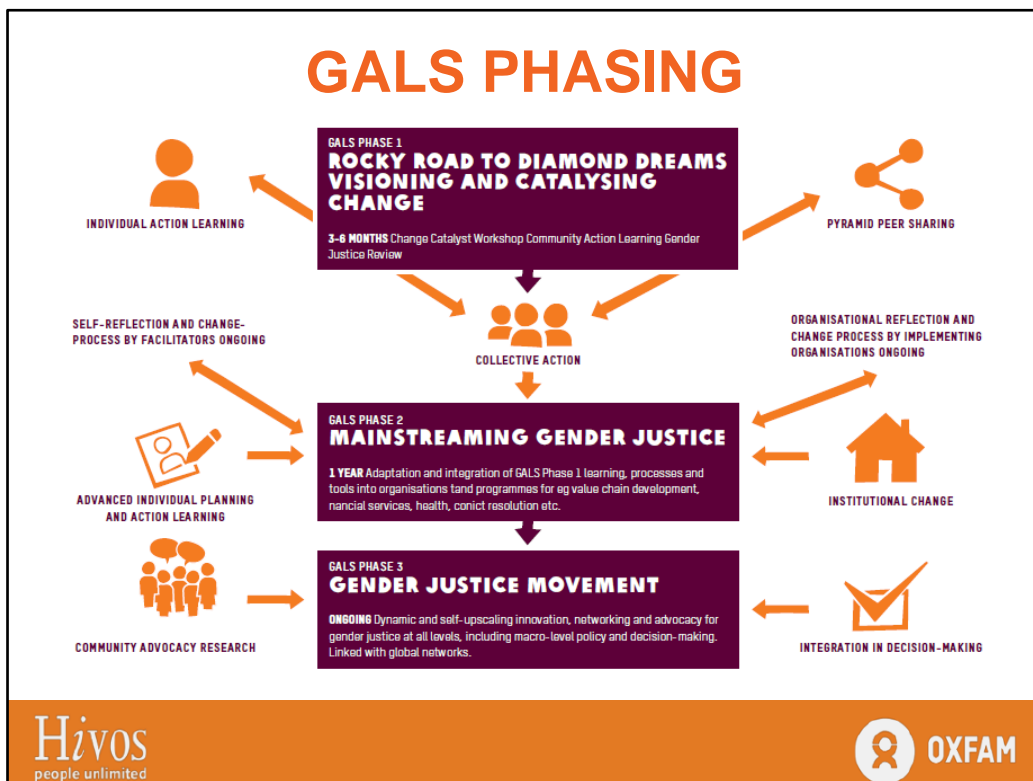 GALS PHASING
GALS PHASE 1
ROCKY ROAD TO DIAMOND DREAMS
VISIONING AND CATALYSING
CHANGE
3-6 MONTHS Change Catalyst Workshop Community Action Learning Gender
Justice Review
INDIVIDUAL ACTION LEARNING
PYRAMID PEER SHARING
SELF-REFLECTION AND CHANGE-
PROCESS BY FACILITATORS ONGOING
COLLECTIVE ACTION
ORGANISATIONAL REFLECTION AND
CHANGE PROCESS BY IMPLEMENTING
ORGANISATIONS ONGOING
GALS PHASE 2
MAINSTREAMING GENDER JUSTICE
1 YEAR Adaptation and integration of GALS Phase 1 learning, processes and
tools into organisations tand programmes for eg value chain development,
nancial services, health, conict resolution etc.
ADVANCED INDIVIDUAL PLANNING
AND ACTION LEARNING
INSTITUTIONAL CHANGE
GALS PHASE 3
GENDER JUSTICE MOVEMENT
ONGOING Dynamic and self-upscaling innovation, networking and advocacy for
gender justice at all levels, including macro-level policy and decision-making.
Linked with global networks.
COMMUNITY ADVOCACY RESEARCH
INTEGRATION IN DECISION-MAKING
Hivos
people unlimited
OXFAM